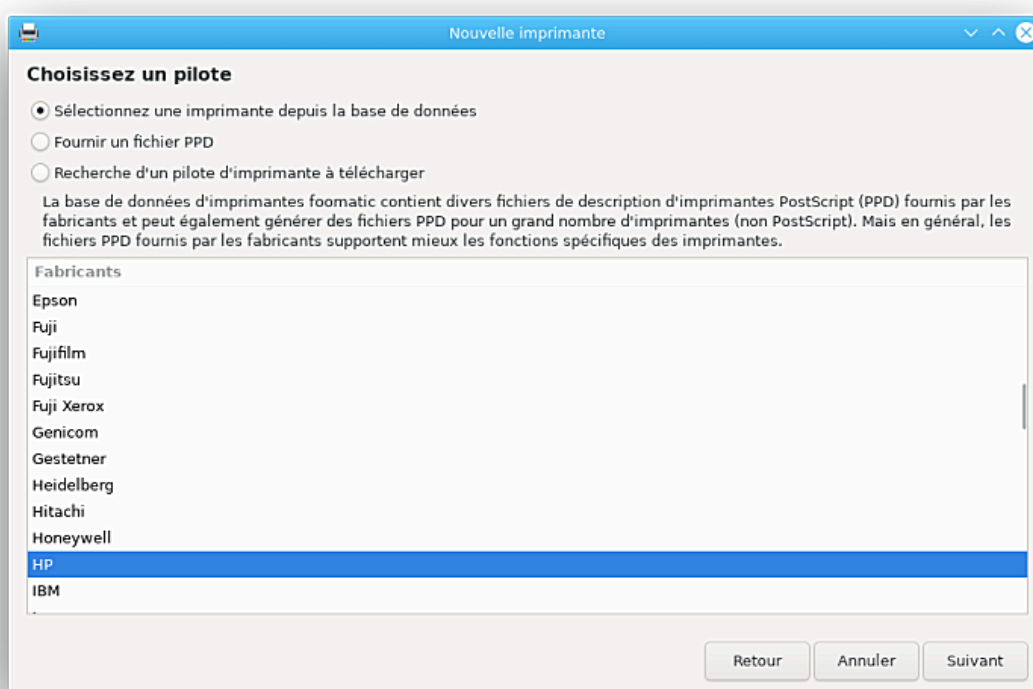 Nouvelle imprimante
Choisissez un pilote
Sélectionnez une imprimante depuis la base de données
Fournir un fichier PPD
Recherche d'un pilote d'imprimante à télécharger
La base de données d'imprimantes foomatic contient divers fichiers de description d'imprimantes PostScript (PPD) fournis par les
fabricants et peut également générer des fichiers PPD pour un grand nombre d'imprimantes (non PostScript). Mais en général, les
fichiers PPD fournis par les fabricants supportent mieux les fonctions spécifiques des imprimantes.
Fabricants
Epson
Fuji
Fujifilm
Fujitsu
Fuji Xerox
Genicom
Gestetner
Heidelberg
Hitachi
Honeywell
HP
IBM
Retour Annuler Suivant